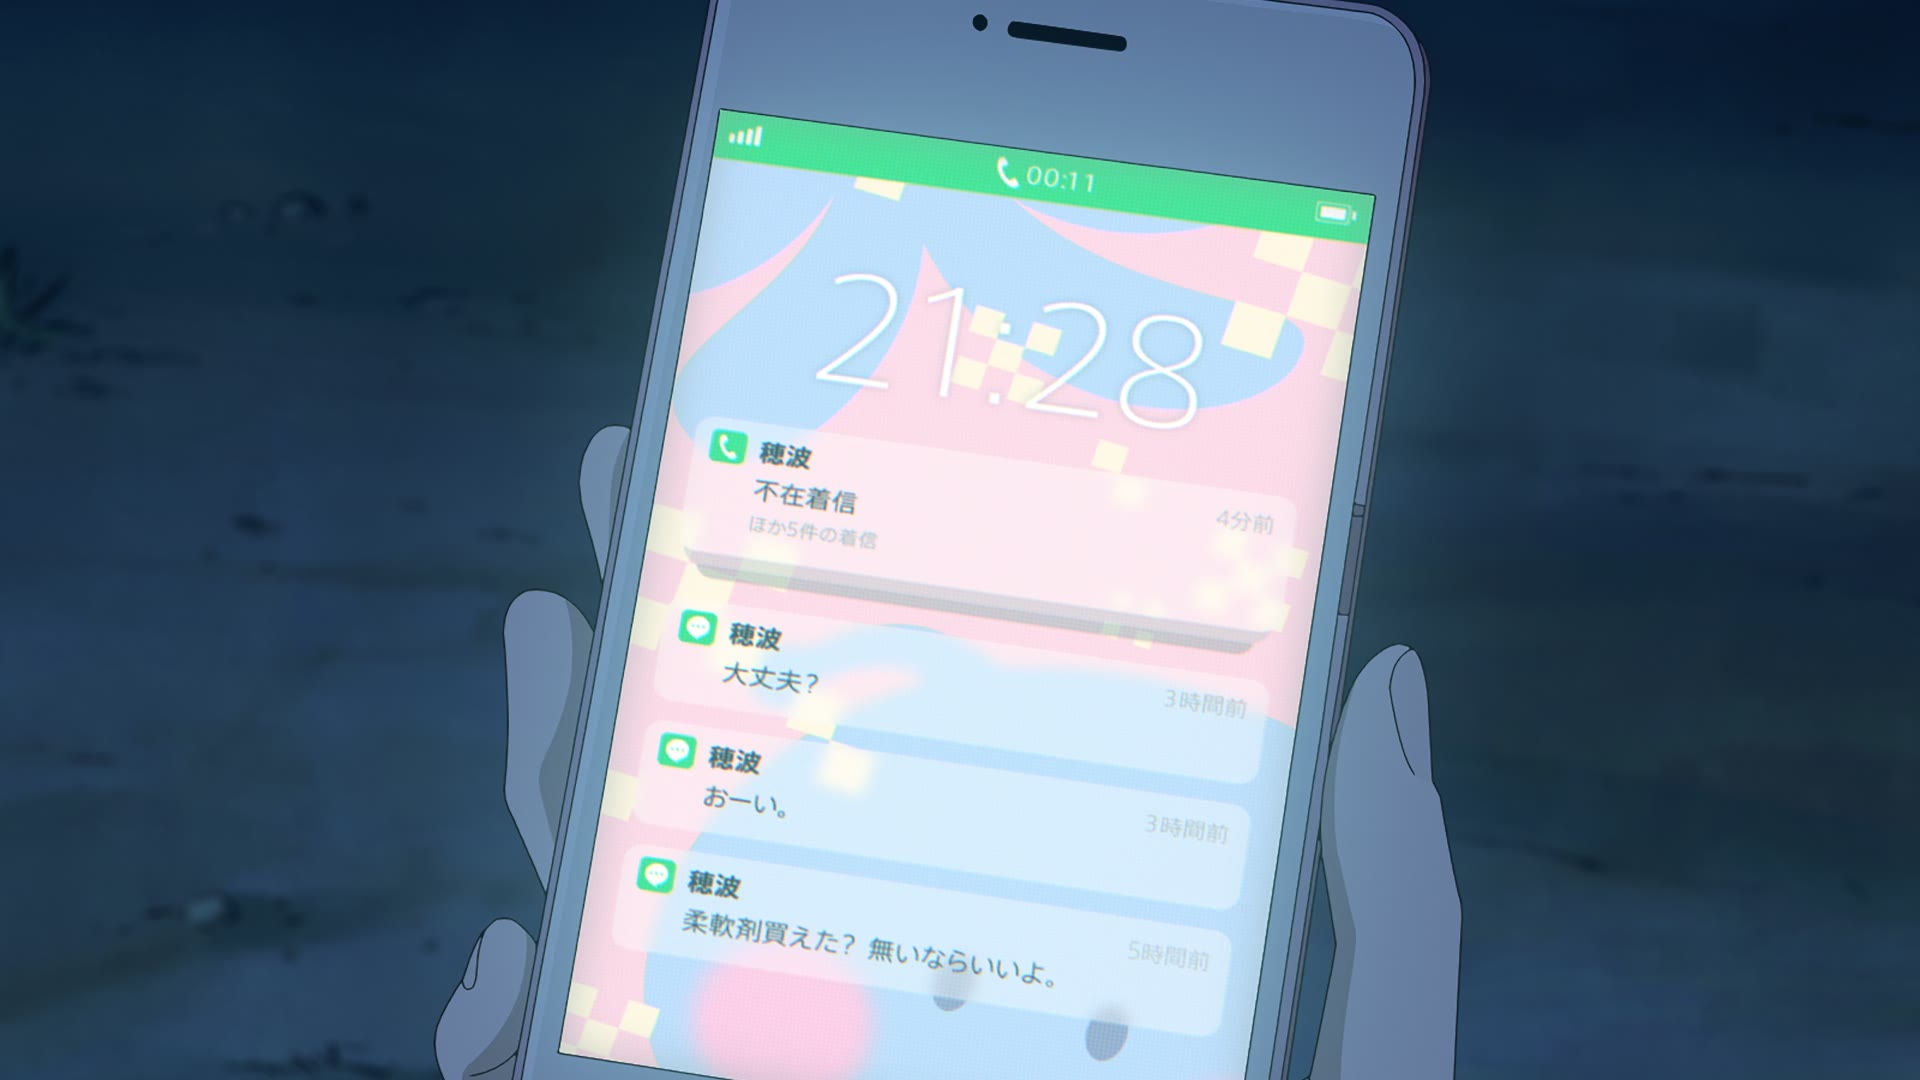 00:11
21:28
穂波
不在着信
4分前
ほか5件の着信
穂波
大丈夫?
3時間前
穂波
おーい。
3時間前
穂波
柔軟剤買えた? 無いならいいよ。
5時間前